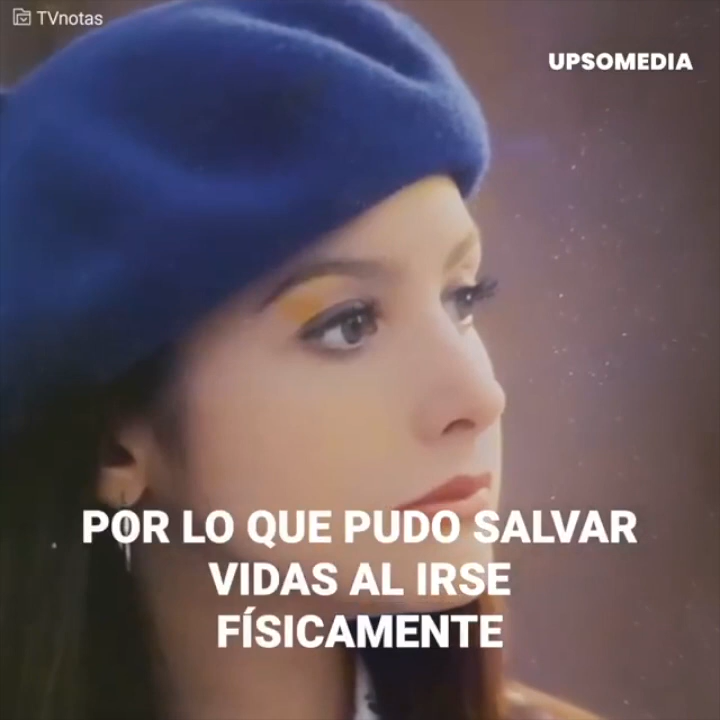 TVnotas
UPSOMEDIA
POR LO QUE PUDO SALVAR
VIDAS AL IRSE
FÍSICAMENTE